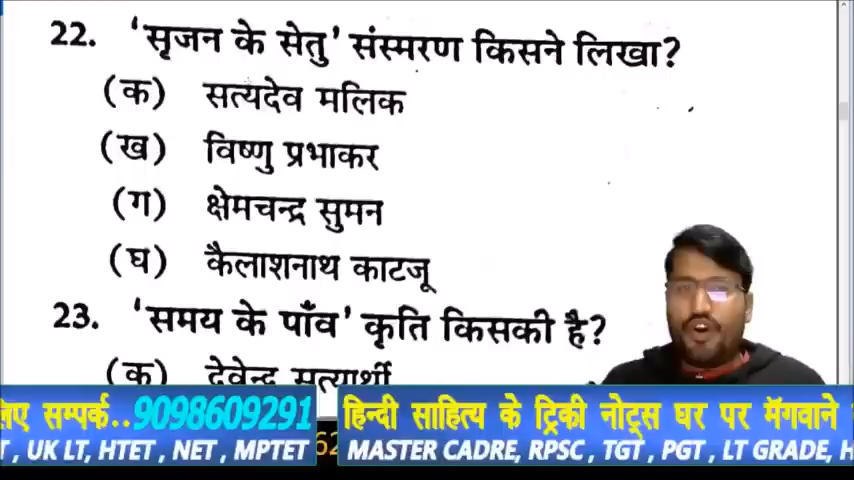 22. 'सृजन के सेतु' संस्मरण किसने लिखा?
(क) सत्यदेव मलिक
(ख) विष्णु प्रभाकर
(ग) क्षेमचन्द्र सुमन
(घ) कैलाशनाथ काटजू
23. 'समय के पाँव' कृति किसकी है?
(क) देवेन्द्र सत्यार्थी
लिए सम्पर्क..9098609291 हिन्दी साहित्य के ट्रिकी नोट्स घर पर मँगवाने
T, UK LT, HTET, NET, MPTET 62 MASTER CADRE, RPSC, TGT, PGT, LT GRADE, H